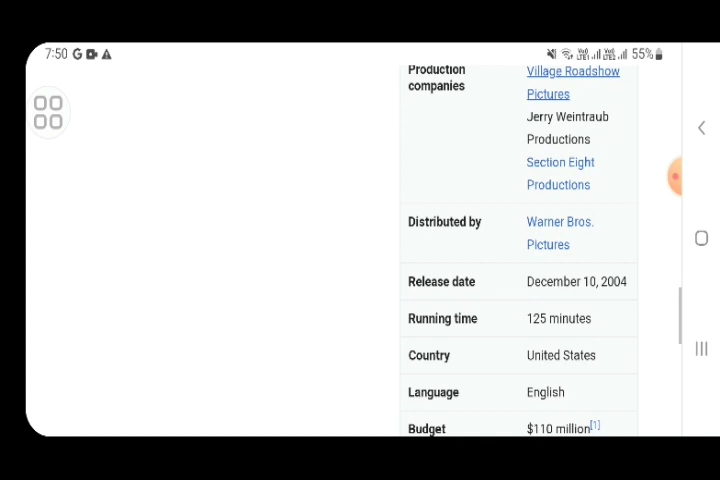 7:50 G
55%
Production companies
Village Roadshow
Pictures
Jerry Weintraub
Productions
Section Eight
Productions
Distributed by
Warner Bros.
Pictures
Release date
December 10, 2004
Running time
125 minutes
Country
United States
Language
English
Budget
$110 million[1]